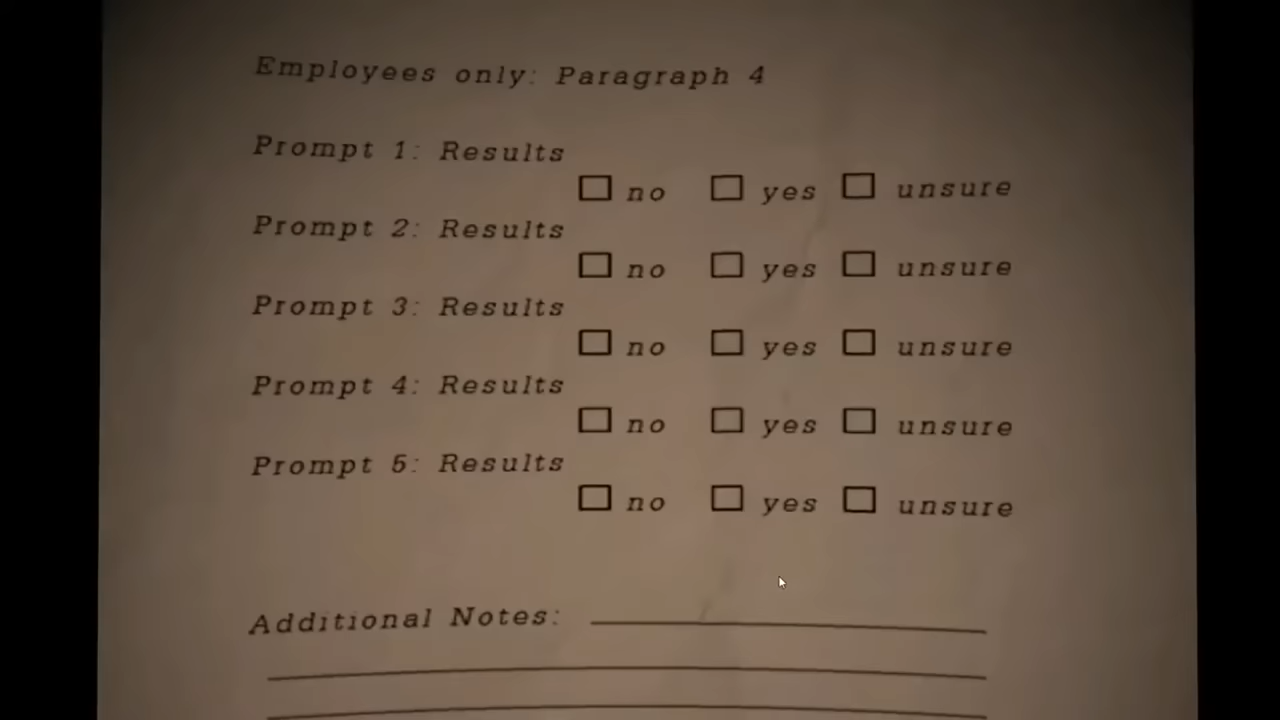 Employees only: Paragraph 4
Prompt 1: Results
no yes unsure
Prompt 2: Results
no yes unsure
Prompt 3: Results
no yes unsure
Prompt 4: Results
no yes unsure
Prompt 5: Results
no yes unsure
Additional Notes: